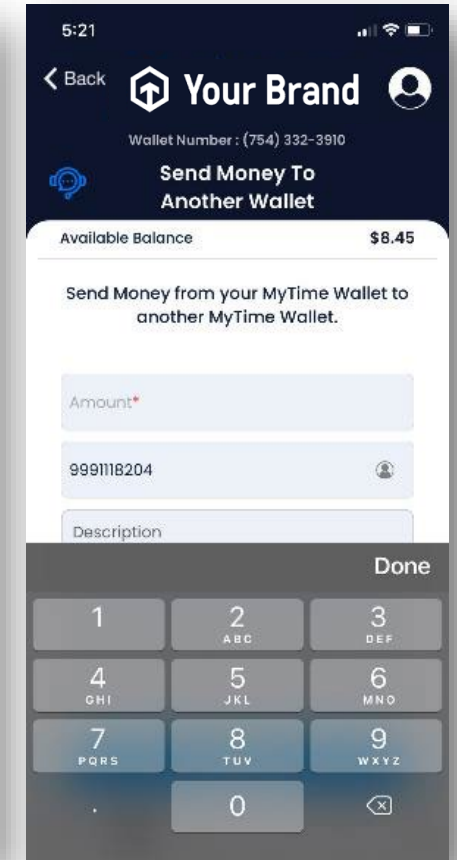 5:21
Back
Your Brand
Wallet Number : (754) 332-3910
Send Money To
Another Wallet
Available Balance $8.45
Send Money from your MyTime Wallet to
another MyTime Wallet.
Amount*
9991118204
Description
Done
1 2 3
ABC DEF
4 5 6
GHI JKL MNO
7 8 9
PQRS TUV WXYZ
. 0